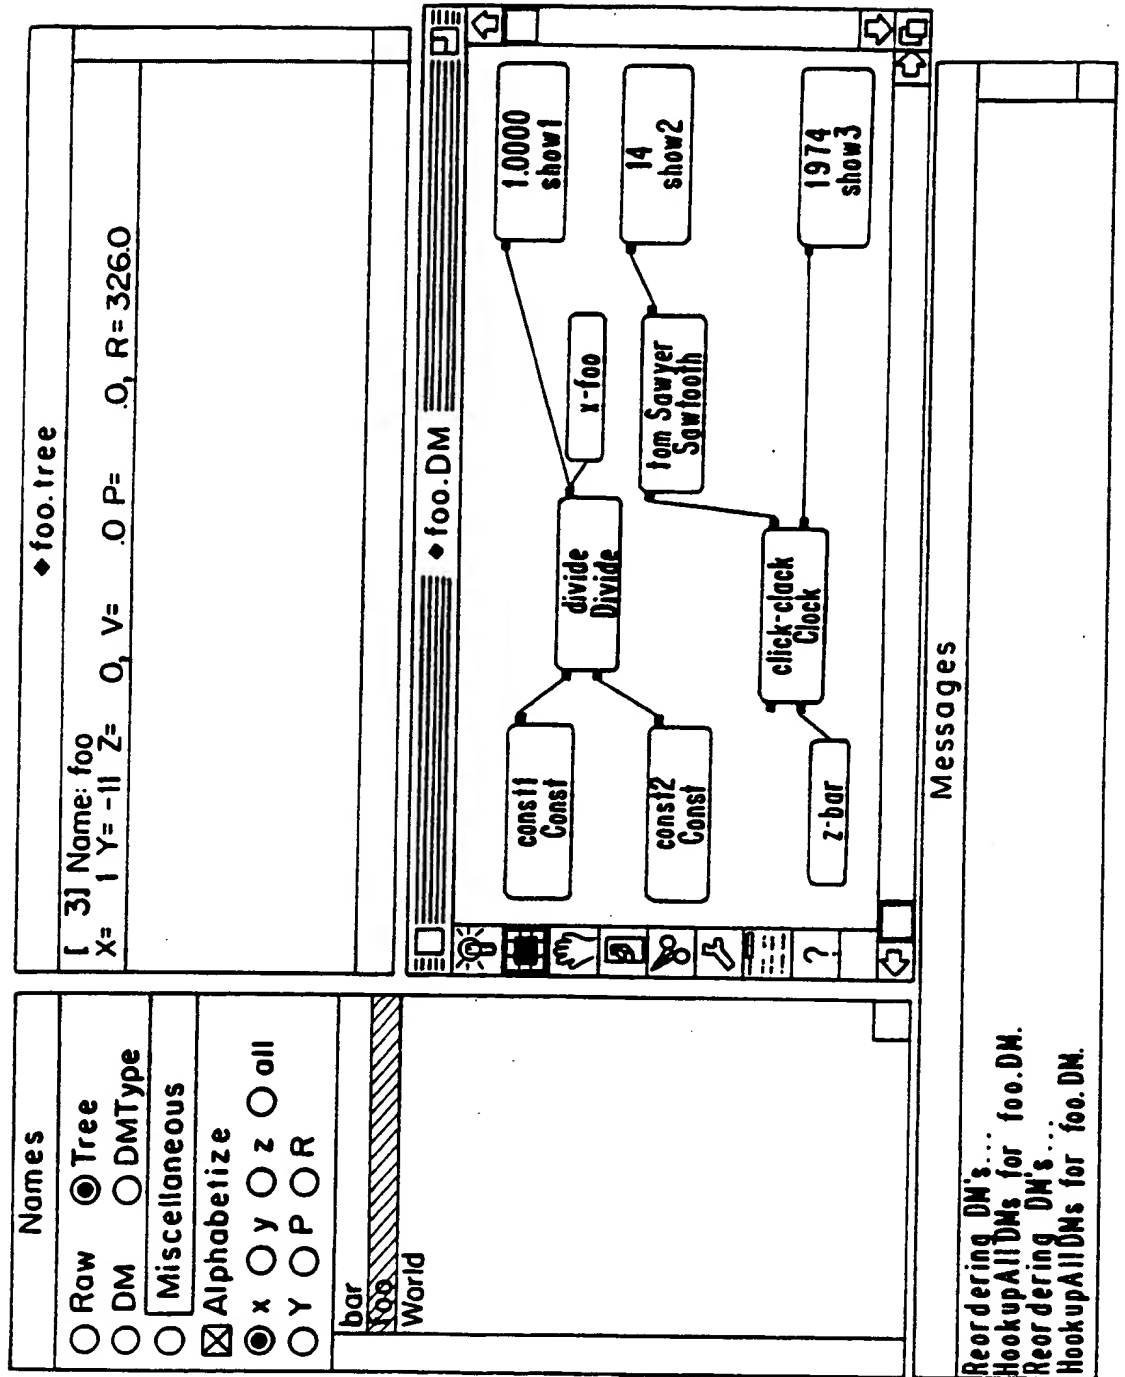 Names
Raw Tree
DM DMType
Miscellaneous
Alphabetize
x y z all
Y P R
bar
foo
World
◆foo.tree
[ 3] Name: foo
X= 1 Y= -11 Z= 0, V= .0 P= .0, R= 326.0
◆foo.DM
?
const1
Const
const2
Const
z-bar
divide
Divide
click-clack
Clock
x-foo
tom Sawyer
Sawtooth
1.0000
show1
14
show2
1974
show3
Messages
Reordering DM's...
HookupAllDMs for foo.DM.
Reordering DM's...
HookupAllDMs for foo.DM.